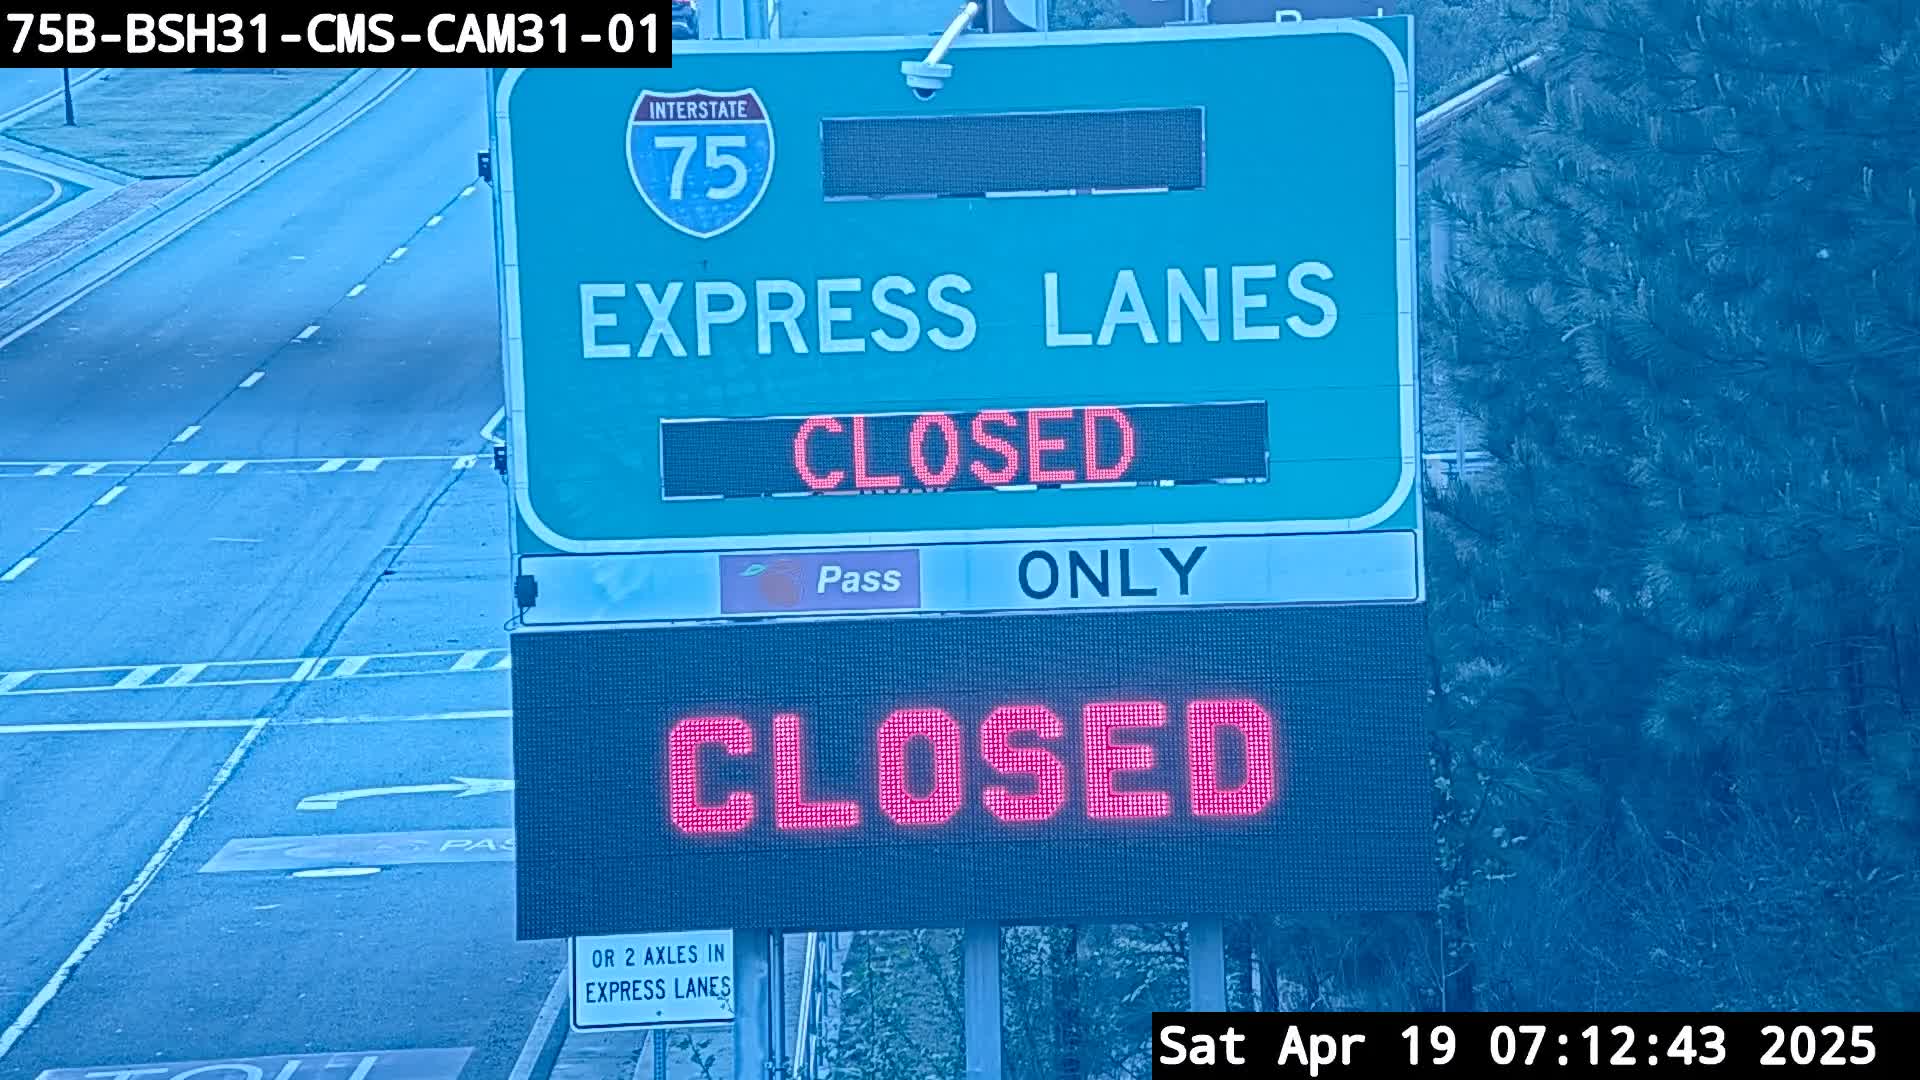 75B-BSH31-CMS-CAM31-01
INTERSTATE
75
EXPRESS LANES
CLOSED
Pass ONLY
CLOSED
OR 2 AXLES IN
EXPRESS LANES
TOLL
Sat Apr 19 07:12:43 2025